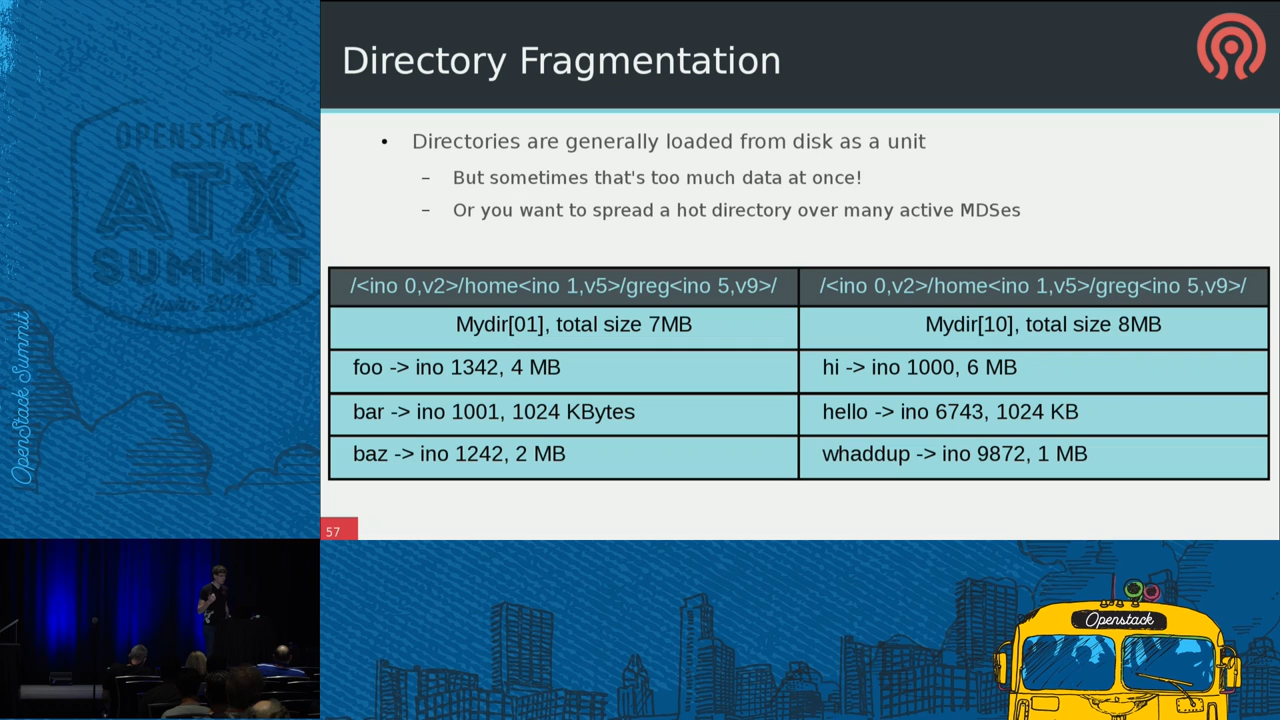 Directory Fragmentation
• Directories are generally loaded from disk as a unit
– But sometimes that's too much data at once!
– Or you want to spread a hot directory over many active MDSes
/<ino 0,v2>/home<ino 1,v5>/greg<ino 5,v9>/
/<ino 0,v2>/home<ino 1,v5>/greg<ino 5,v9>/
Mydir[01], total size 7MB
Mydir[10], total size 8MB
foo -> ino 1342, 4 MB
hi -> ino 1000, 6 MB
bar -> ino 1001, 1024 KBytes
hello -> ino 6743, 1024 KB
baz -> ino 1242, 2 MB
whaddup -> ino 9872, 1 MB
57
OPENSTACK
ATX
SUMMIT
Austin 2016
OpenStack Summit
Openstack